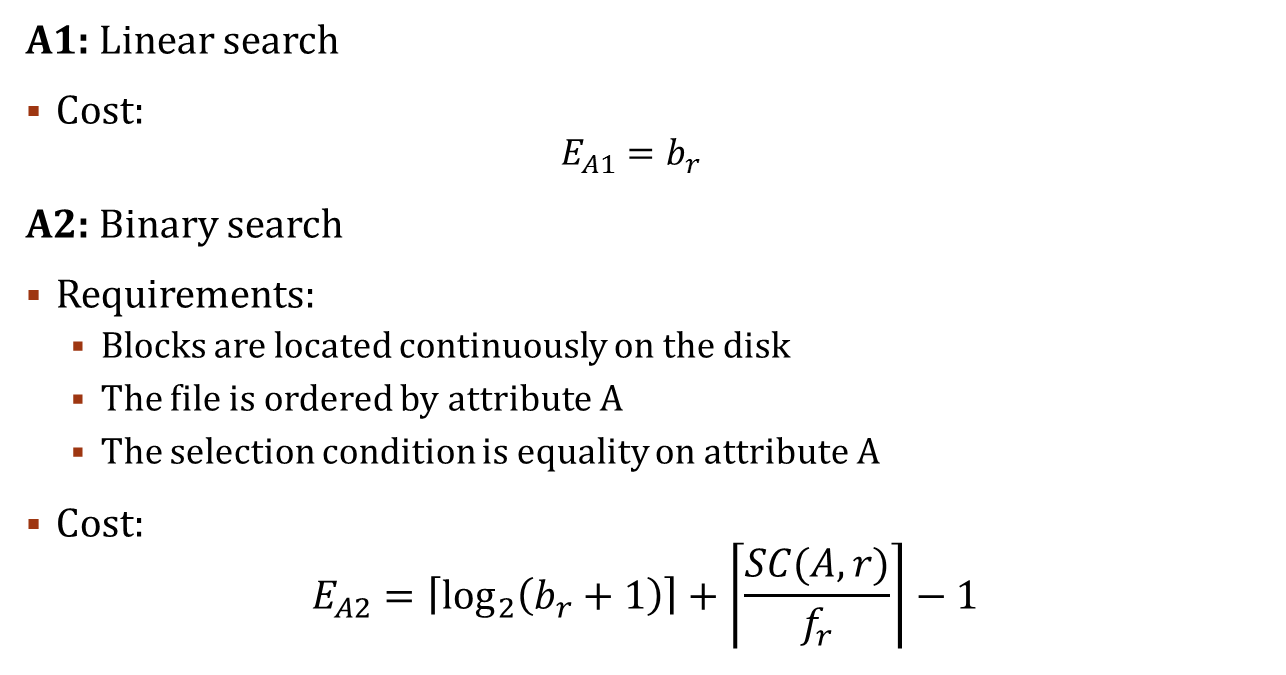 A1: Linear search
▪ Cost:
E_{A1} = b_r
A2: Binary search
▪ Requirements:
▪ Blocks are located continuously on the disk
▪ The file is ordered by attribute A
▪ The selection condition is equality on attribute A
▪ Cost:
E_{A2} = ⌈log_2(b_r + 1)⌉ + ⌈SC(A, r) / f_r⌉ − 1